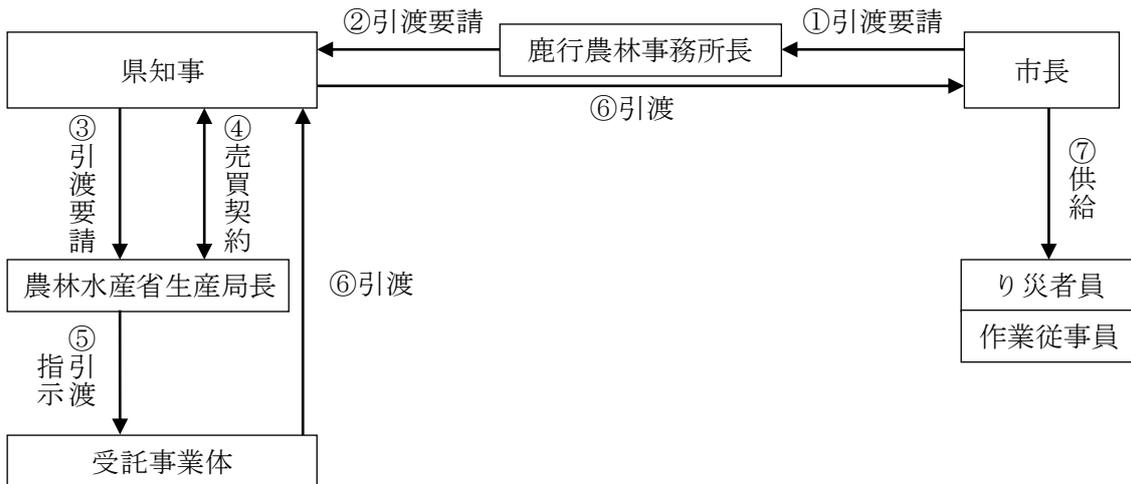 ②引渡要請
①引渡要請
県知事
鹿行農林事務所長
市長
⑥引渡
③引渡要請
④売買契約
⑦供給
農林水産省生産局長
⑥引渡
り災者員
作業従事員
⑤引渡
指示
受託事業体